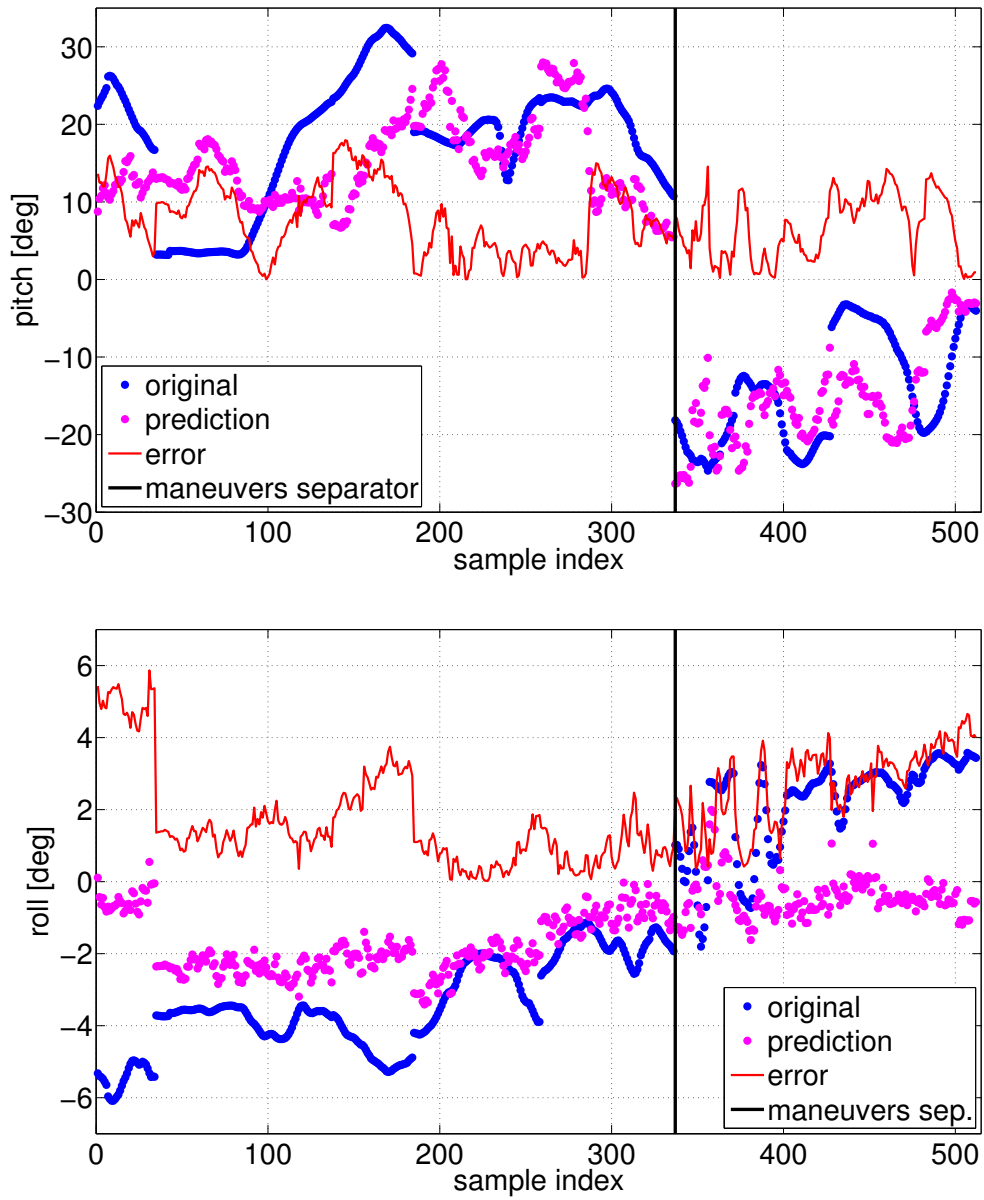 30
20
10
0
−10
−20
−30
pitch [deg]
original
prediction
error
maneuvers separator
0 100 200 300 400 500
sample index
6
4
2
0
−2
−4
−6
roll [deg]
original
prediction
error
maneuvers sep.
0 100 200 300 400 500
sample index